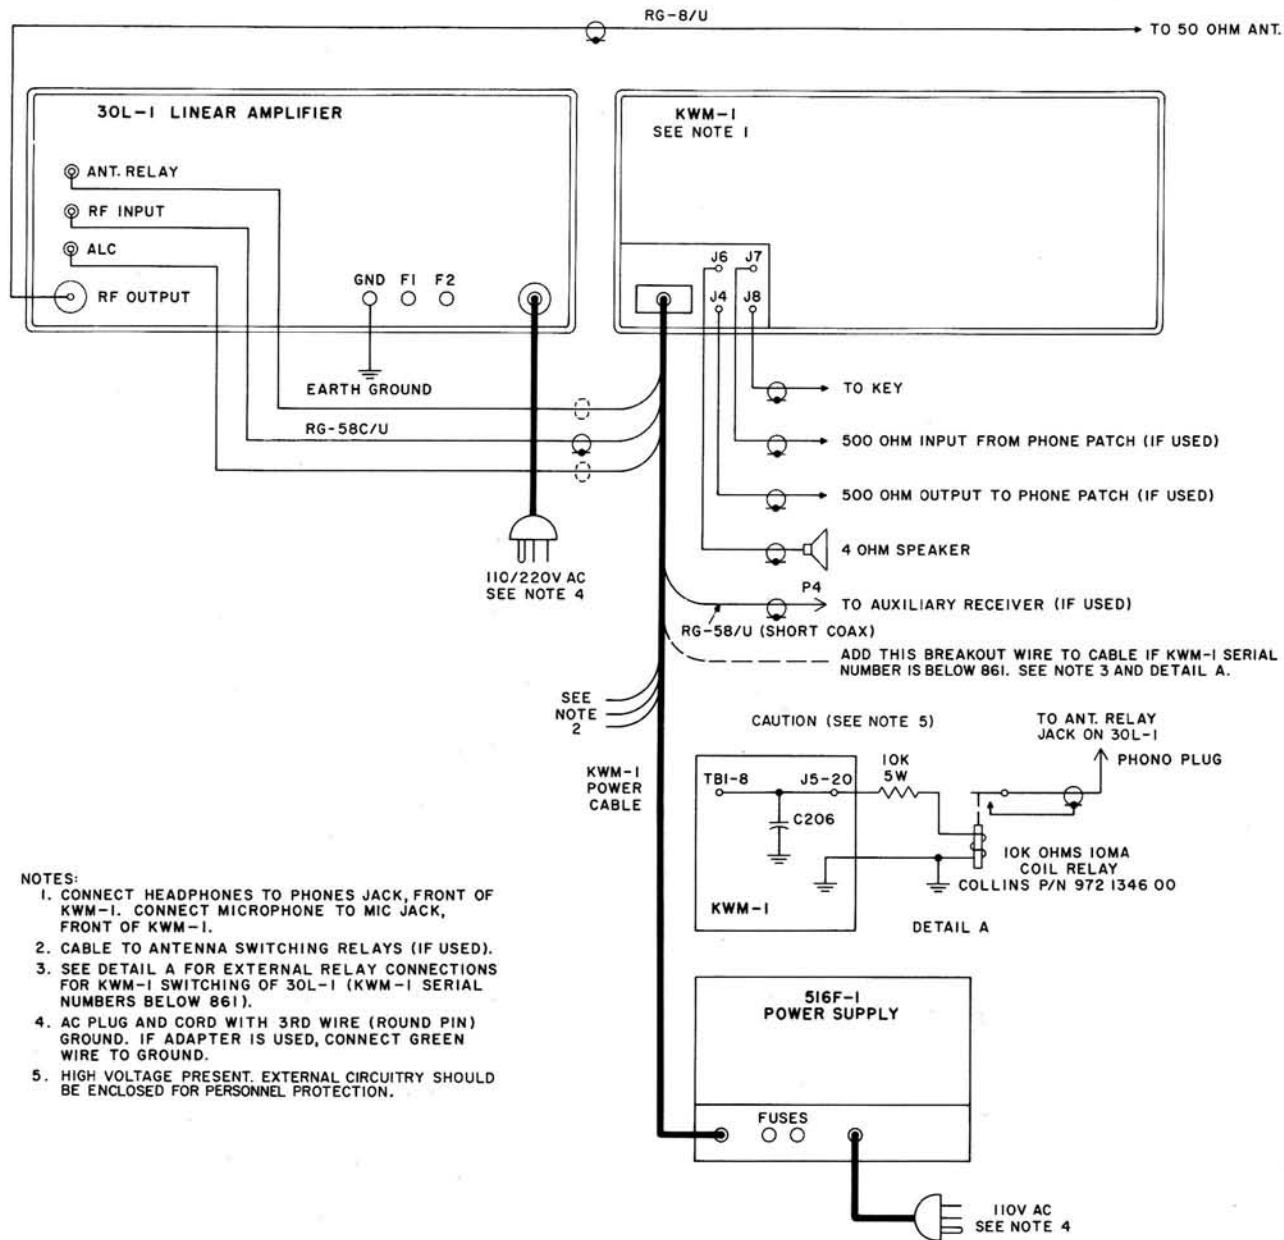 RG-8/U
TO 50 OHM ANT.
30L-1 LINEAR AMPLIFIER
ANT. RELAY
RF INPUT
ALC
RF OUTPUT
GND F1 F2
KWM-1
SEE NOTE 1
J6 J7
J4 J8
EARTH GROUND
RG-58C/U
110/220V AC
SEE NOTE 4
TO KEY
500 OHM INPUT FROM PHONE PATCH (IF USED)
500 OHM OUTPUT TO PHONE PATCH (IF USED)
4 OHM SPEAKER
P4
TO AUXILIARY RECEIVER (IF USED)
RG-58/U (SHORT COAX)
ADD THIS BREAKOUT WIRE TO CABLE IF KWM-1 SERIAL
NUMBER IS BELOW 861. SEE NOTE 3 AND DETAIL A.
SEE
NOTE
2
KWM-1
POWER
CABLE
CAUTION (SEE NOTE 5)
TO ANT. RELAY
JACK ON 30L-1
PHONO PLUG
TB1-8 J5-20
10K
5W
C206
KWM-1
10K OHMS 10MA
COIL RELAY
COLLINS P/N 972 1346 00
DETAIL A
NOTES:
1. CONNECT HEADPHONES TO PHONES JACK, FRONT OF
KWM-1. CONNECT MICROPHONE TO MIC JACK,
FRONT OF KWM-1.
2. CABLE TO ANTENNA SWITCHING RELAYS (IF USED).
3. SEE DETAIL A FOR EXTERNAL RELAY CONNECTIONS
FOR KWM-1 SWITCHING OF 30L-1 (KWM-1 SERIAL
NUMBERS BELOW 861).
4. AC PLUG AND CORD WITH 3RD WIRE (ROUND PIN)
GROUND. IF ADAPTER IS USED, CONNECT GREEN
WIRE TO GROUND.
5. HIGH VOLTAGE PRESENT. EXTERNAL CIRCUITRY SHOULD
BE ENCLOSED FOR PERSONNEL PROTECTION.
516F-1
POWER SUPPLY
FUSES
110V AC
SEE NOTE 4